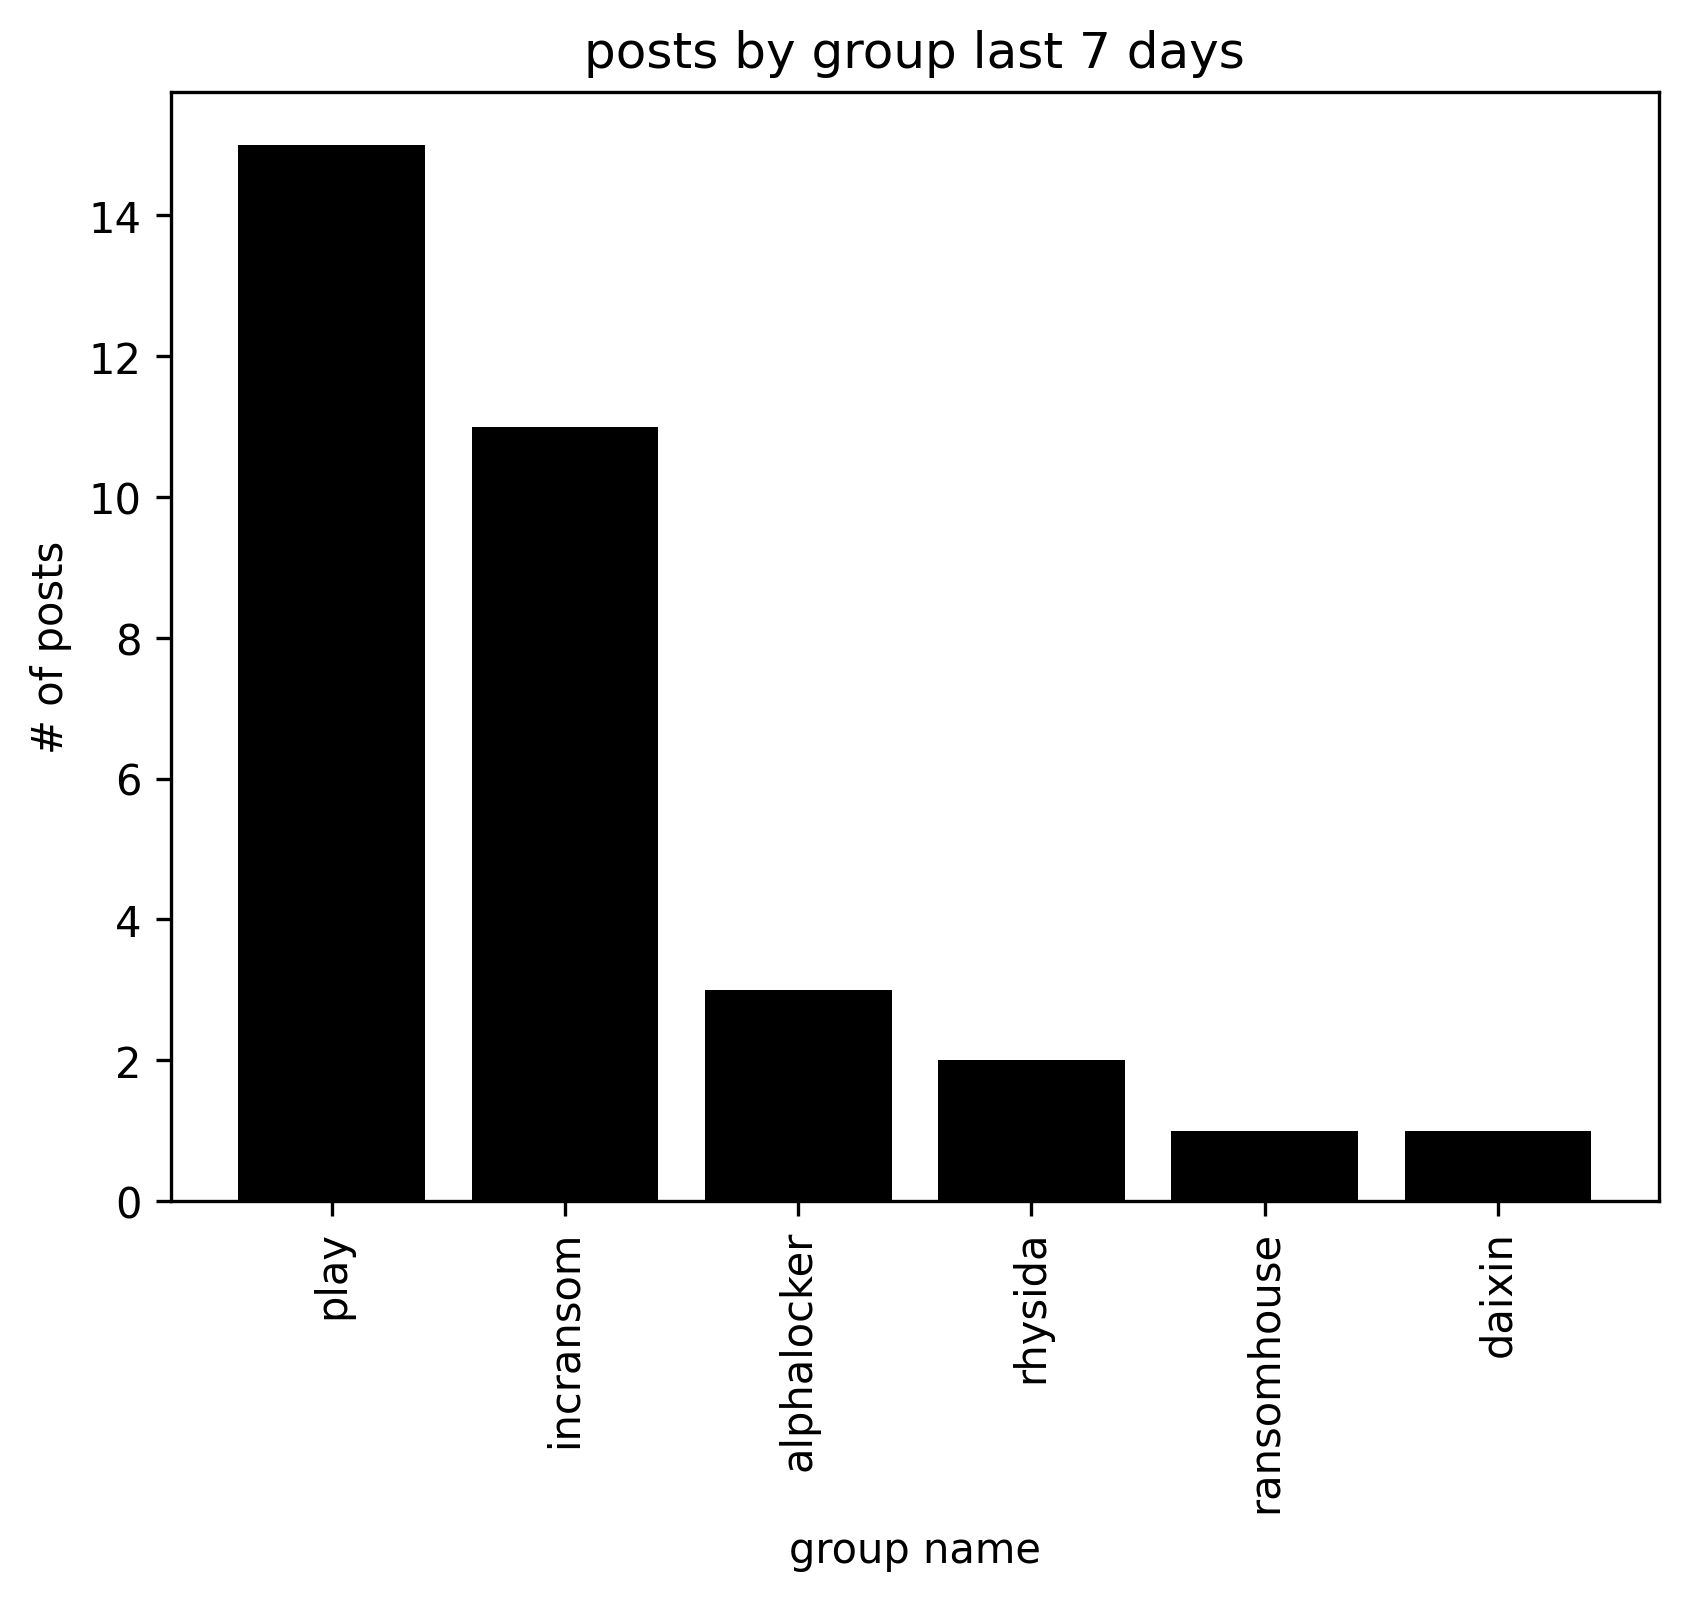 posts by group last 7 days
# of posts
14
12
10
8
6
4
2
0
play
incransom
alphalocker
rhysida
ransomhouse
daixin
group name